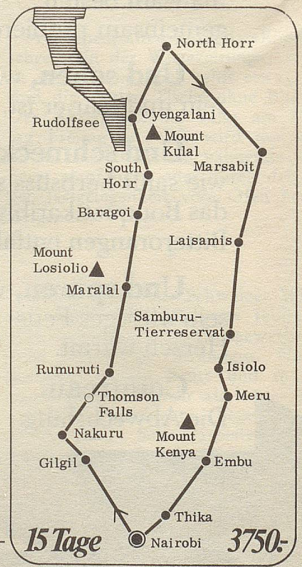 North Horr
Oyengalani
Rudolfsee
Mount
Kulal
Marsabit
South
Horr
Baragoi
Laisamis
Mount
Losiolio
Maralal
Samburu-
Tierreservat
Isiolo
Rumuruti
Meru
Thomson
Falls
Nakuru
Mount
Kenya
Gilgil
Embu
Thika
15 Tage
Nairobi
3750.-